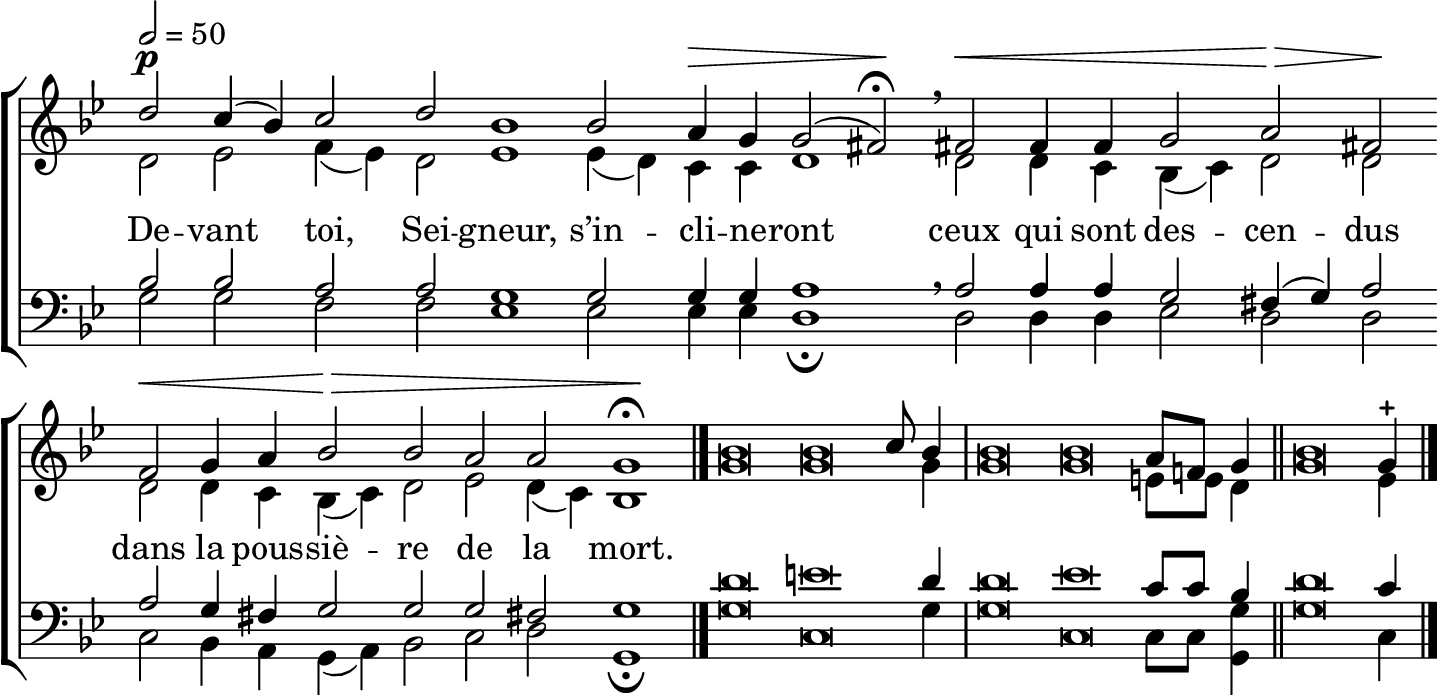 = 50
p
De -- vant toi, Sei -- gneur, s’in -- cli -- neront ceux qui sont des -- cen -- dus
dans la poussiè -- re de la mort.